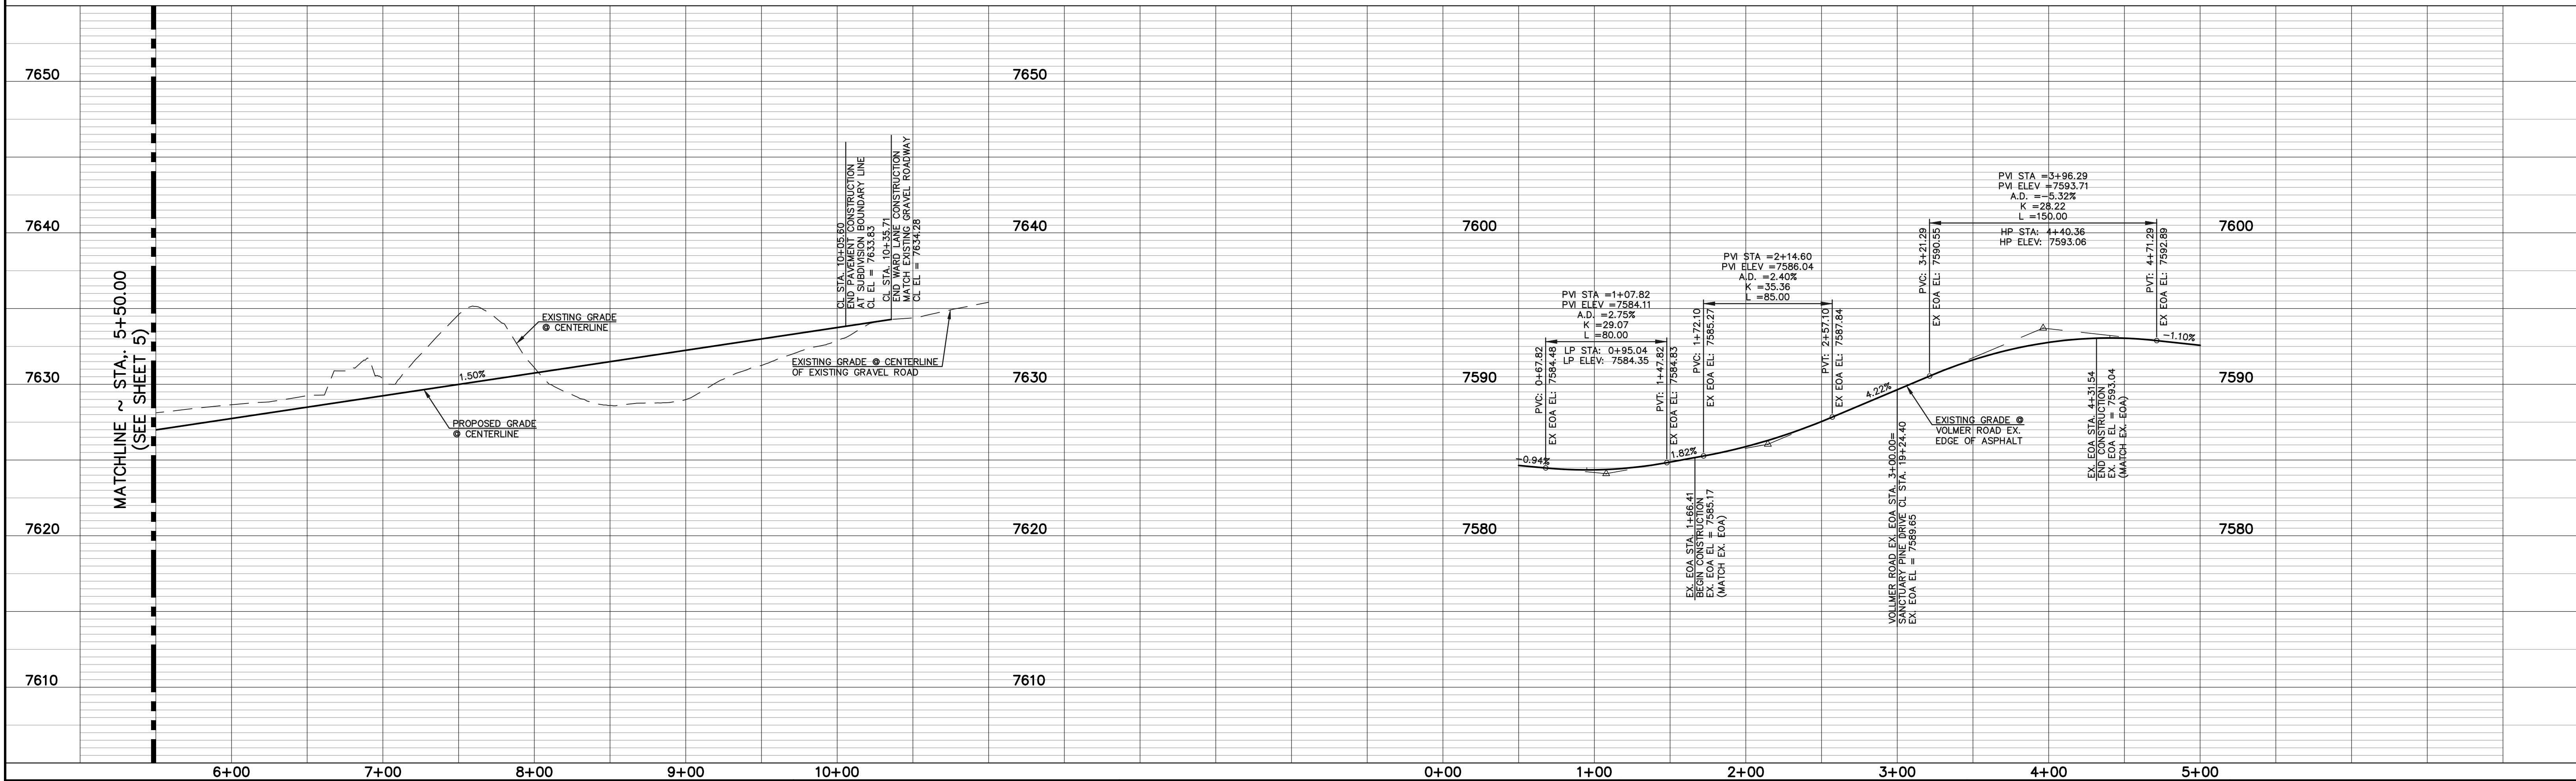 7650
7640
7630
7620
7610
MATCHLINE ~ STA,. 5+50.00
(SEE SHEET 5)
EXISTING GRADE
@ CENTERLINE
1.50%
PROPOSED GRADE
@ CENTERLINE
CL STA. 10+05.60
END PAVEMENT CONSTRUCTION
AT SUBDIVISION BOUNDARY LINE
CL EL = 7633.83
CL STA. 10+35.71
END WARD LANE CONSTRUCTION
MATCH EXISTING GRAVEL ROADWAY
CL EL = 7634.28
EXISTING GRADE @ CENTERLINE
OF EXISTING GRAVEL ROAD
7650
7640
7630
7620
7610
6+00
7+00
8+00
9+00
10+00
7600
7590
7580
-0.94%
PVC: 0+67.82
EX EOA EL: 7584.48
PVI STA =1+07.82
PVI ELEV =7584.11
A.D. =2.75%
K =29.07
L =80.00
LP STA: 0+95.04
LP ELEV: 7584.35
PVT: 1+47.82
EX EOA EL: 7584.83
1.82%
EX. EOA STA. 1+66.41
BEGIN CONSTRUCTION
EX. EOA EL = 7585.17
(MATCH EX. EOA)
PVC: 1+72.10
EX EOA EL: 7585.27
PVI STA =2+14.60
PVI ELEV =7586.04
A.D. =2.40%
K =35.36
L =85.00
PVT: 2+57.10
EX EOA EL: 7587.84
4.22%
VOLLMER ROAD EX. EOA STA. 3+00.00=
SANCTUARY PINE DRIVE CL STA. 19+24.40
EX. EOA EL = 7589.65
EXISTING GRADE @
VOLMER ROAD EX.
EDGE OF ASPHALT
PVC: 3+21.29
EX EOA EL: 7590.55
PVI STA =3+96.29
PVI ELEV =7593.71
A.D. =-5.32%
K =28.22
L =150.00
HP STA: 4+40.36
HP ELEV: 7593.06
EX. EOA STA. 4+31.54
END CONSTRUCTION
EX. EOA EL = 7593.04
(MATCH EX. EOA)
PVT: 4+71.29
EX EOA EL: 7592.89
-1.10%
7600
7590
7580
0+00
1+00
2+00
3+00
4+00
5+00